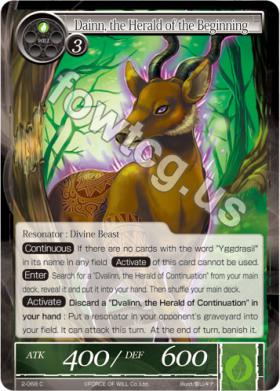 Dainn, the Herald of the Beginning
WILL
3
fowtcg.us
Resonator : Divine Beast
Continuous If there are no cards with the word "Yggdrasil"
in its name in any field Activate of this card cannot be used.
Enter Search for a "Dvalinn, the Herald of Continuation" from your main
deck, reveal it and put it into your hand. Then shuffle your main deck.
Activate Discard a "Dvalinn, the Herald of Continuation" in
your hand : Put a resonator in your opponent's graveyard into
your field. It can attack this turn. At the end of turn, banish it.
ATK 400/ DEF 600
2-068 C ©FORCE OF WILL Co.,Ltd. Illust/